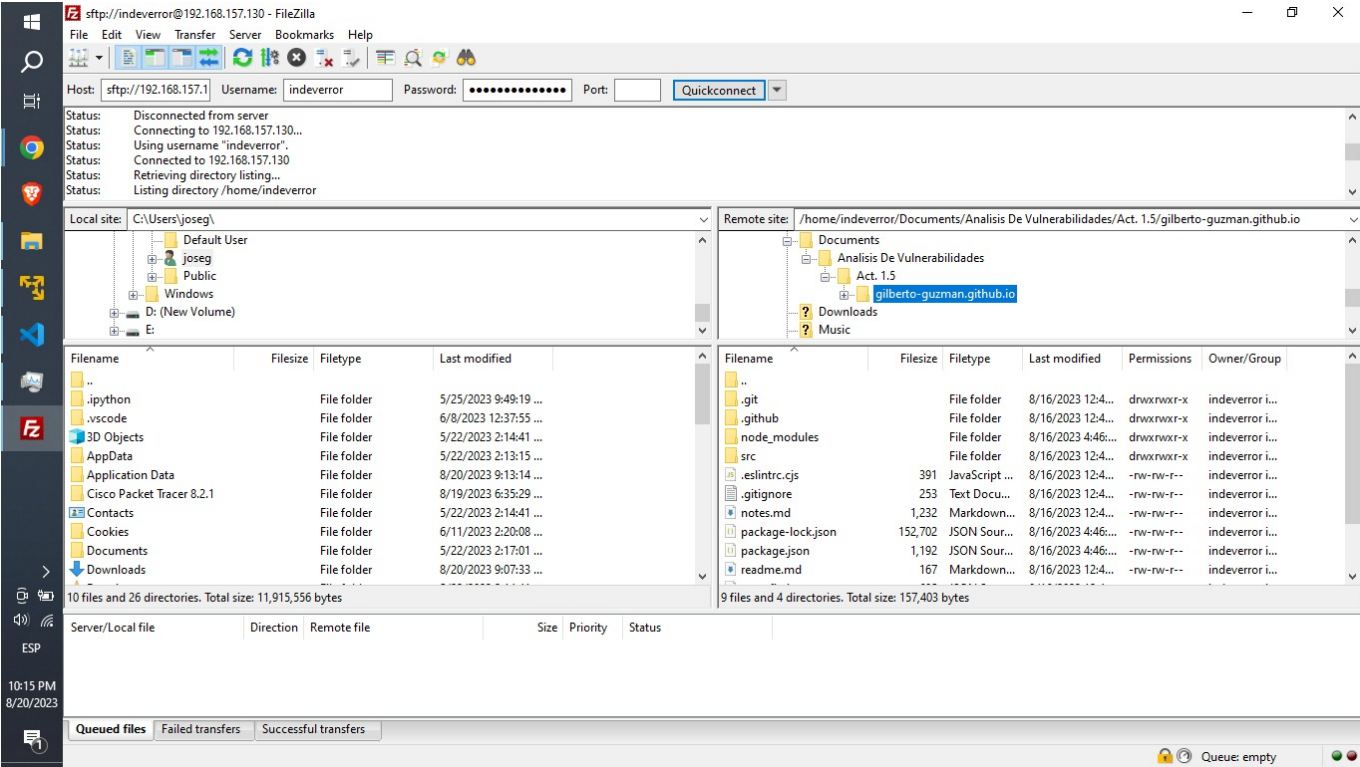 sftp://indeverror@192.168.157.130 - FileZilla
File Edit View Transfer Server Bookmarks Help
Host: sftp://192.168.157.1 Username: indeverror Password: ●●●●●●●●●●●●●● Port: Quickconnect
Status: Disconnected from server
Status: Connecting to 192.168.157.130...
Status: Using username "indeverror".
Status: Connected to 192.168.157.130
Status: Retrieving directory listing...
Status: Listing directory /home/indeverror
Local site: C:\Users\joseg\
Default User
joseg
Public
Windows
D: (New Volume)
E:
Remote site: /home/indeverror/Documents/Analisis De Vulnerabilidades/Act. 1.5/gilberto-guzman.github.io
Documents
Analisis De Vulnerabilidades
Act. 1.5
gilberto-guzman.github.io
? Downloads
? Music
Filename Filesize Filetype Last modified
..
.ipython File folder 5/25/2023 9:49:19 ...
.vscode File folder 6/8/2023 12:37:55 ...
3D Objects File folder 5/22/2023 2:14:41 ...
AppData File folder 5/22/2023 2:13:15 ...
Application Data File folder 8/20/2023 9:13:14 ...
Cisco Packet Tracer 8.2.1 File folder 8/19/2023 6:35:29 ...
Contacts File folder 5/22/2023 2:14:41 ...
Cookies File folder 6/11/2023 2:20:08 ...
Documents File folder 5/22/2023 2:17:01 ...
Downloads File folder 8/20/2023 9:07:33 ...
10 files and 26 directories. Total size: 11,915,556 bytes
Filename Filesize Filetype Last modified Permissions Owner/Group
..
.git File folder 8/16/2023 12:4... drwxrwxr-x indeverror i...
.github File folder 8/16/2023 12:4... drwxrwxr-x indeverror i...
node_modules File folder 8/16/2023 4:46:... drwxrwxr-x indeverror i...
src File folder 8/16/2023 12:4... drwxrwxr-x indeverror i...
.eslintrc.cjs 391 JavaScript ... 8/16/2023 12:4... -rw-rw-r-- indeverror i...
.gitignore 253 Text Docu... 8/16/2023 12:4... -rw-rw-r-- indeverror i...
notes.md 1,232 Markdown... 8/16/2023 12:4... -rw-rw-r-- indeverror i...
package-lock.json 152,702 JSON Sour... 8/16/2023 4:46:... -rw-rw-r-- indeverror i...
package.json 1,192 JSON Sour... 8/16/2023 4:46:... -rw-rw-r-- indeverror i...
readme.md 167 Markdown... 8/16/2023 12:4... -rw-rw-r-- indeverror i...
9 files and 4 directories. Total size: 157,403 bytes
Server/Local file Direction Remote file Size Priority Status
Queued files Failed transfers Successful transfers
Queue: empty
ESP
10:15 PM
8/20/2023
1